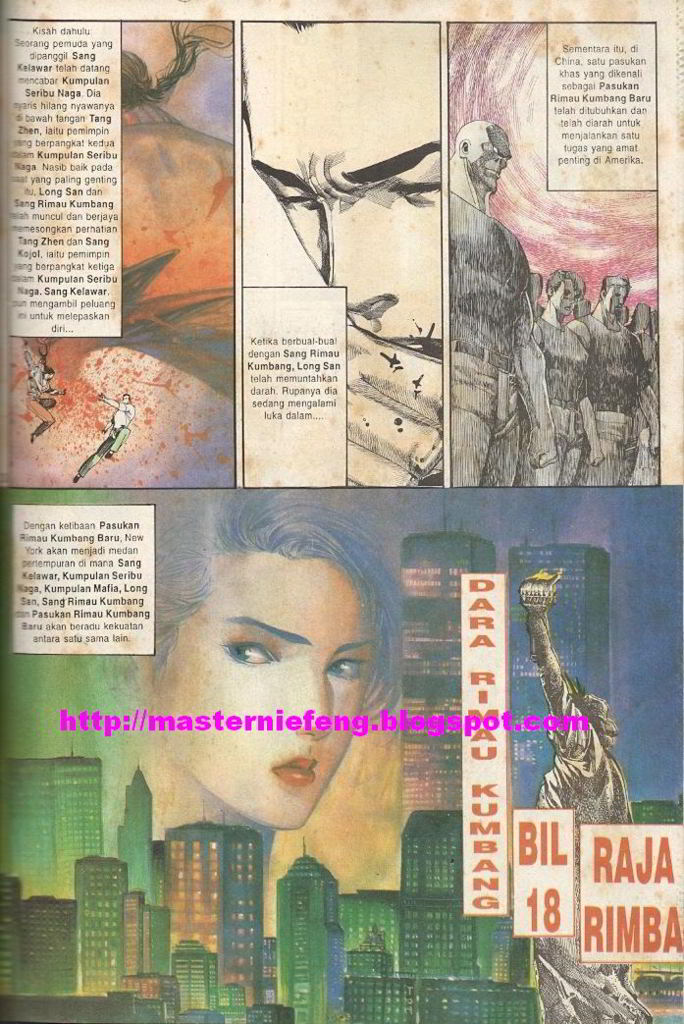 Kisah dahulu:
Seorang pemuda yang
dipanggil Sang
Kelawar telah datang
mencabar Kumpulan
Seribu Naga. Dia
nyaris hilang nyawanya
di bawah tangan Tang
Zhen, iaitu pemimpin
yang berpangkat kedua
dalam Kumpulan Seribu
Naga. Nasib baik pada
saat yang paling genting
itu, Long San dan
Sang Rimau Kumbang
telah muncul dan berjaya
memesongkan perhatian
Tang Zhen dan Sang
Kojol, iaitu pemimpin
yang berpangkat ketiga
dalam Kumpulan Seribu
Naga. Sang Kelawar.
pun mengambil peluang
ini untuk melepaskan
diri...
Ketika berbual-bual
dengan Sang Rimau
Kumbang, Long San
telah memuntahkan
darah. Rupanya dia
sedang mengalami
luka dalam....
Sementara itu, di
China, satu pasukan
khas yang dikenali
sebagai Pasukan
Rimau Kumbang Baru
telah ditubuhkan dan
telah diarah untuk
menjalankan satu
tugas yang amat
penting di Amerika.
Dengan ketibaan Pasukan
Rimau Kumbang Baru, New
York akan menjadi medan
pertempuran di mana Sang
Kelawar, Kumpulan Seribu
Naga, Kumpulan Mafia, Long
San, Sang Rimau Kumbang
dan Pasukan Rimau Kumbang
Baru akan beradu kekuatan
antara satu sama lain.
http://masterniefeng.blogspot.com
DARA RIMAU KUMBANG
BIL
18
RAJA
RIMBA